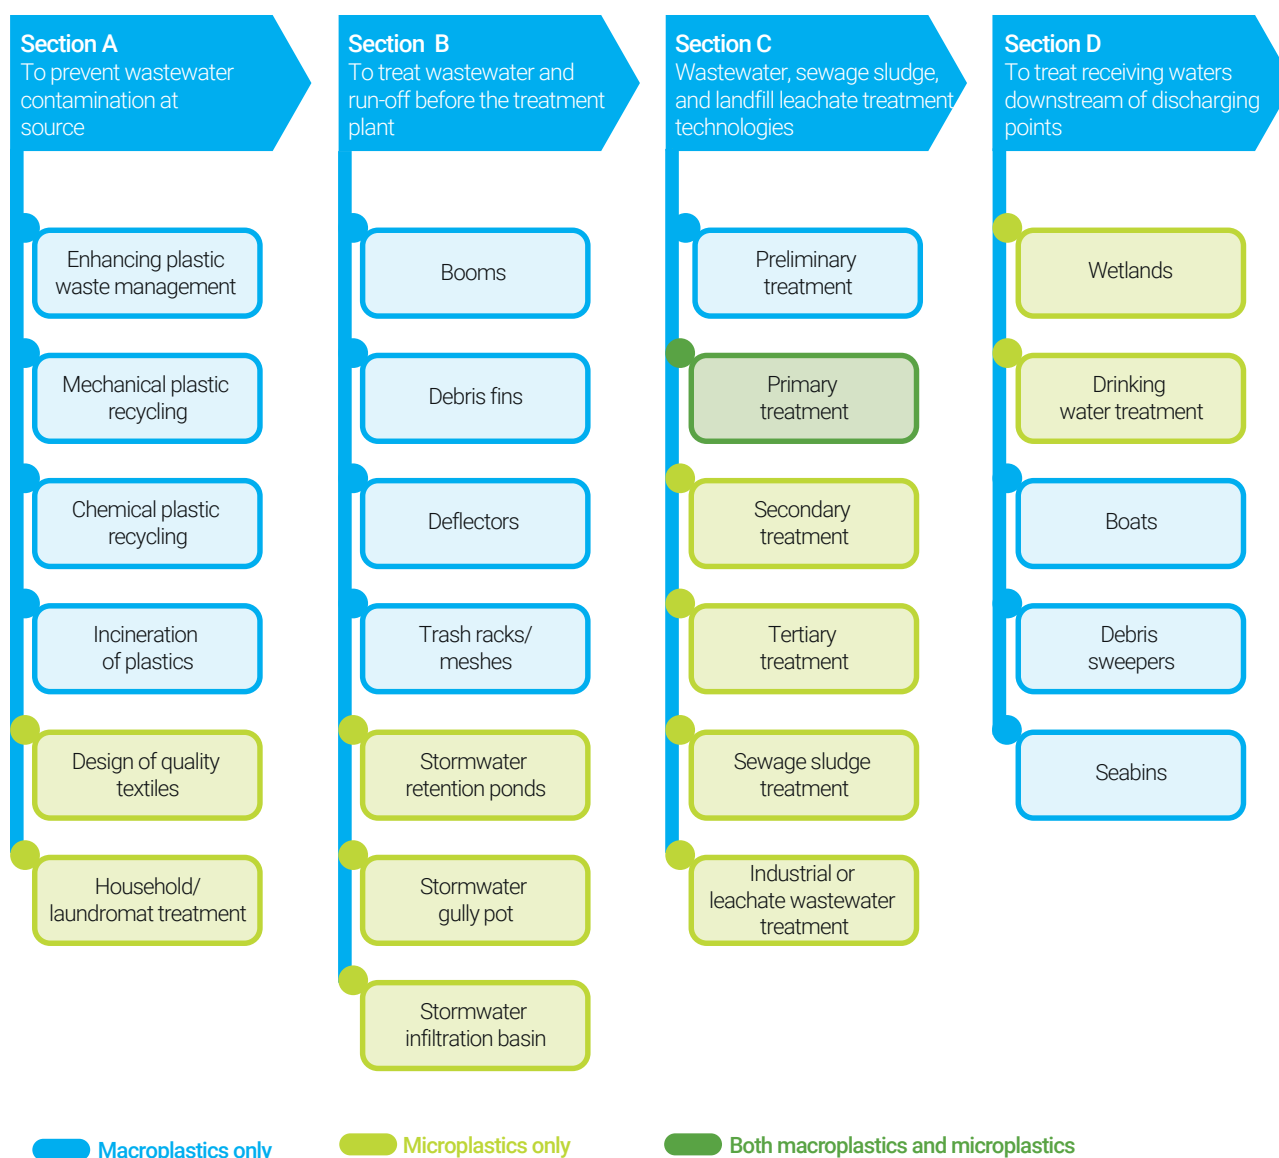 Section A
To prevent wastewater
contamination at
source
Enhancing plastic
waste management
Mechanical plastic
recycling
Chemical plastic
recycling
Incineration
of plastics
Design of quality
textiles
Household/
laundromat treatment
Section B
To treat wastewater and
run-off before the treatment
plant
Booms
Debris fins
Deflectors
Trash racks/
meshes
Stormwater
retention ponds
Stormwater
gully pot
Stormwater
infiltration basin
Section C
Wastewater, sewage sludge,
and landfill leachate treatment
technologies
Preliminary
treatment
Primary
treatment
Secondary
treatment
Tertiary
treatment
Sewage sludge
treatment
Industrial or
leachate wastewater
treatment
Section D
To treat receiving waters
downstream of discharging
points
Wetlands
Drinking
water treatment
Boats
Debris
sweepers
Seabins
Macroplastics only
Microplastics only
Both macroplastics and microplastics